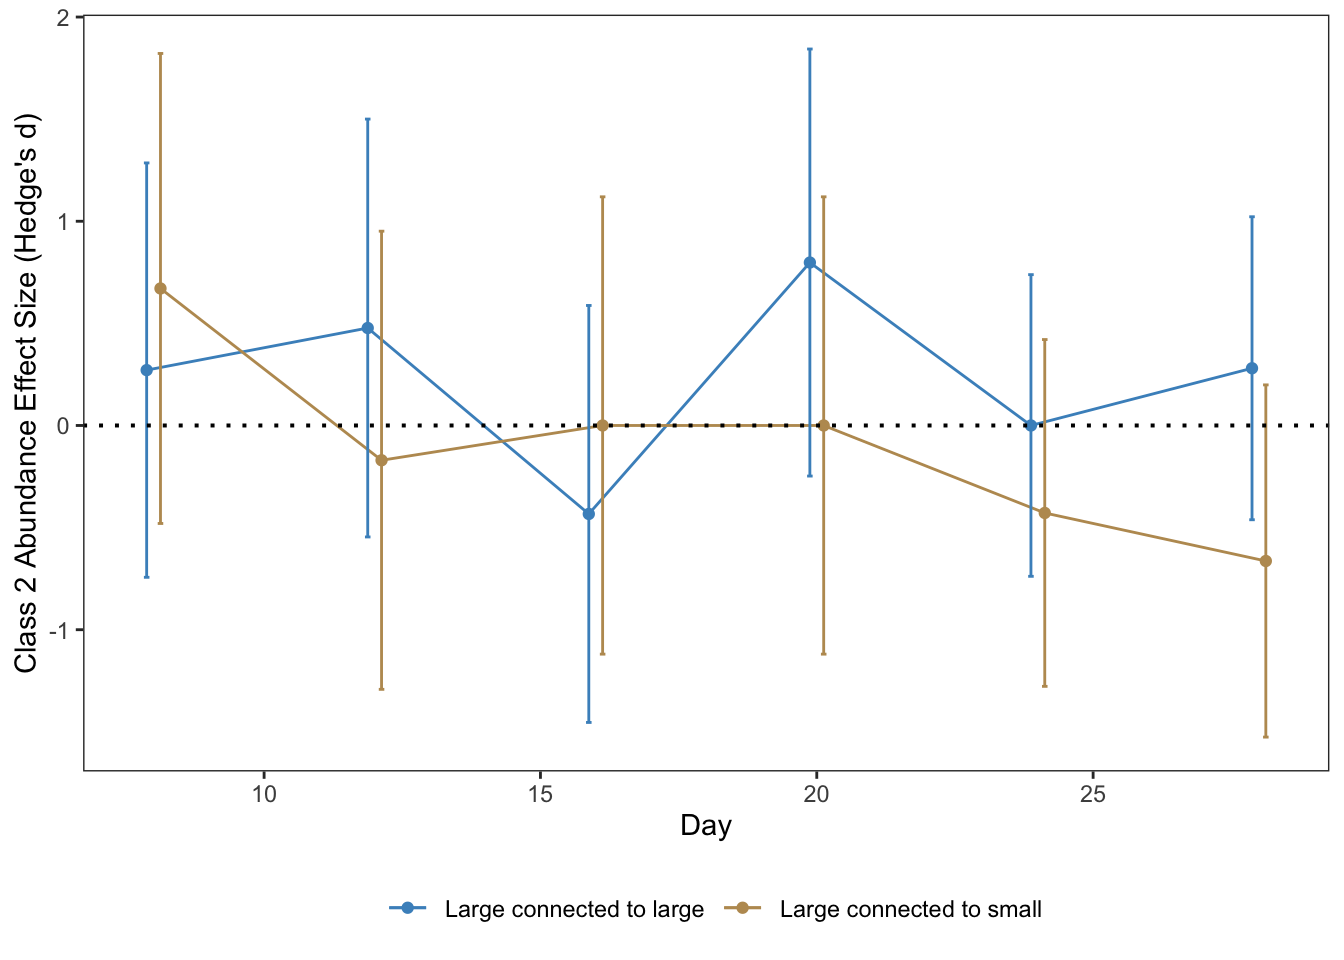 Class 2 Abundance Effect Size (Hedge's d)
2
1
0
-1
10 15 20 25
Day
Large connected to large Large connected to small